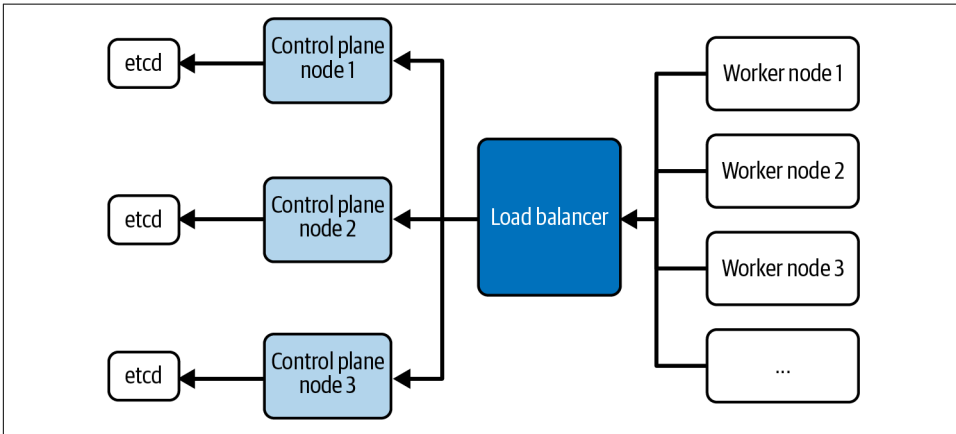 etcd
Control plane
node 1
etcd
Control plane
node 2
etcd
Control plane
node 3
Load balancer
Worker node 1
Worker node 2
Worker node 3
...